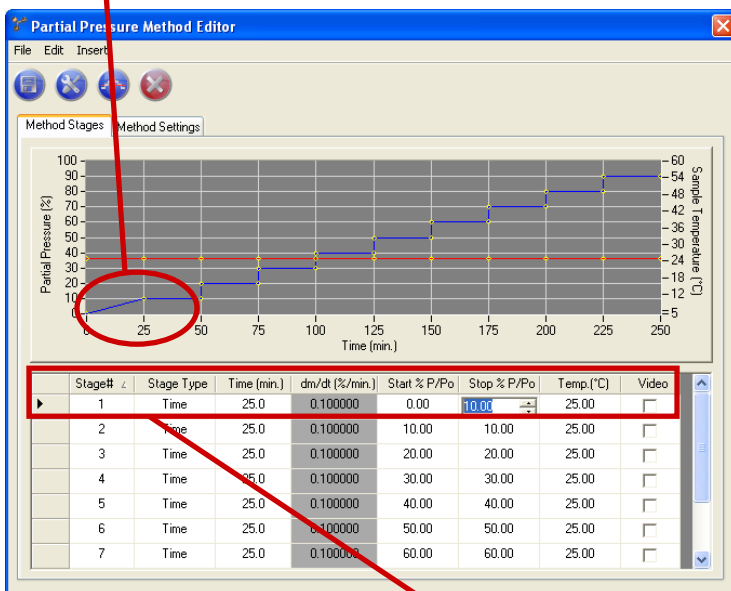 Partial Pressure Method Editor
File Edit Insert
Method Stages Method Settings
Partial Pressure (%)
100
90
80
70
60
50
40
30
20
10
0
60
54
48
42
36
30
24
18
12
5
Sample Temperature (°C)
0 25 50 75 100 125 150 175 200 225 250
Time (min.)
Stage# Stage Type Time (min.) dm/dt (%/min.) Start % P/Po Stop % P/Po Temp.(°C) Video
1 Time 25.0 0.100000 0.00 10.00 25.00
2 Time 25.0 0.100000 10.00 10.00 25.00
3 Time 25.0 0.100000 20.00 20.00 25.00
4 Time 25.0 0.100000 30.00 30.00 25.00
5 Time 25.0 0.100000 40.00 40.00 25.00
6 Time 25.0 0.100000 50.00 50.00 25.00
7 Time 25.0 0.100000 60.00 60.00 25.00